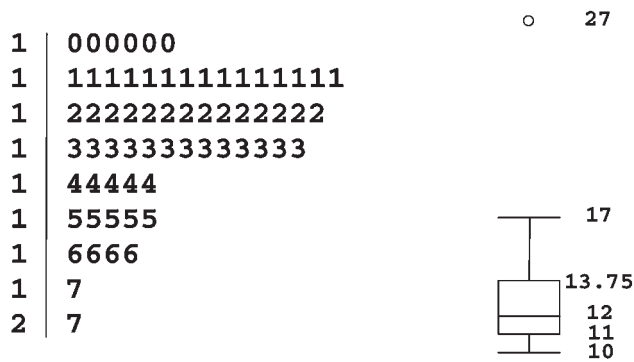 27
1 | 000000
1 | 111111111111111
1 | 22222222222222
1 | 3333333333333
1 | 44444
1 | 55555
1 | 6666
1 | 7
2 | 7
17
13.75
12
11
10